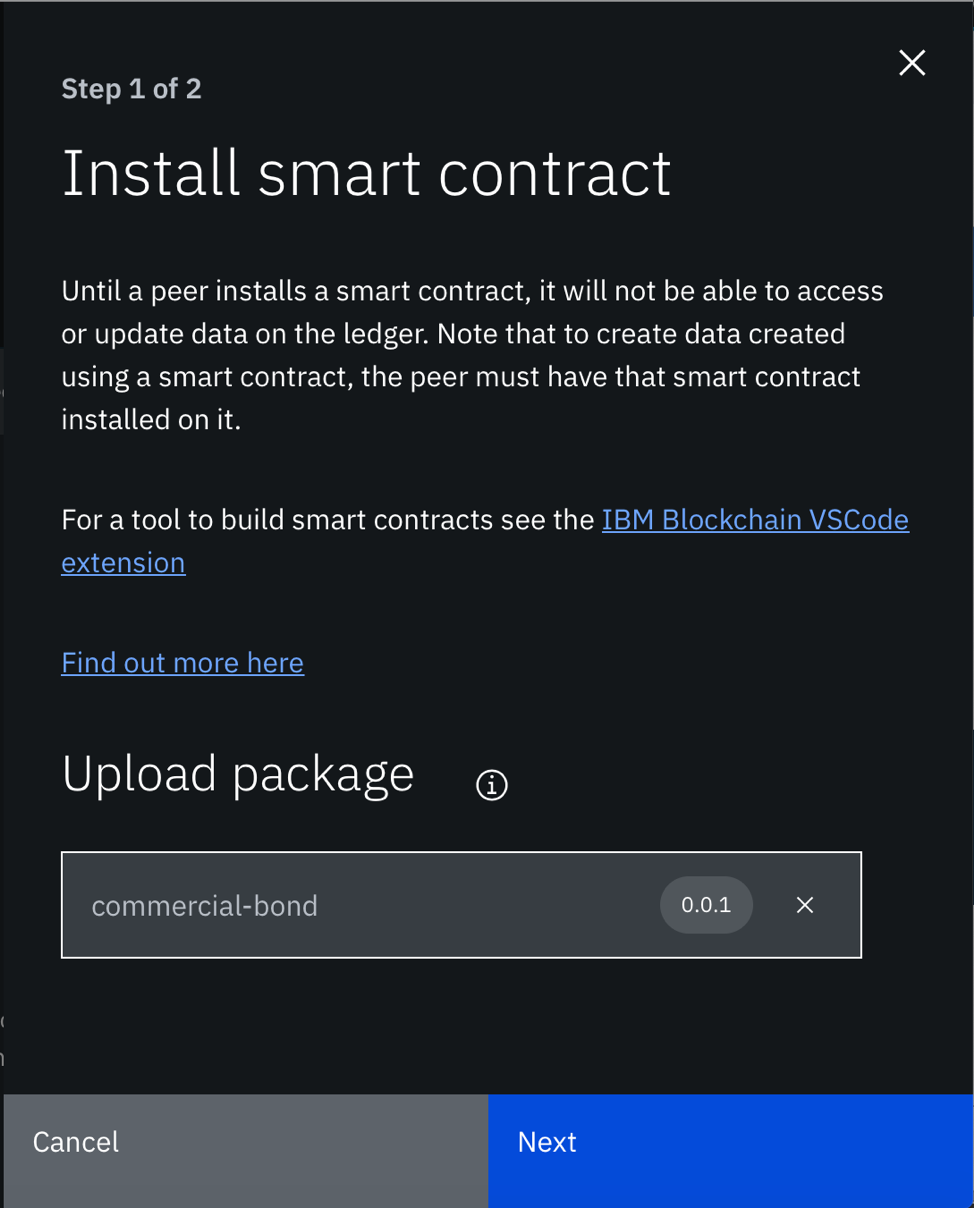 Step 1 of 2
Install smart contract
Until a peer installs a smart contract, it will not be able to access
or update data on the ledger. Note that to create data created
using a smart contract, the peer must have that smart contract
installed on it.
For a tool to build smart contracts see the IBM Blockchain VSCode
extension
Find out more here
Upload package
commercial-bond 0.0.1
Cancel Next